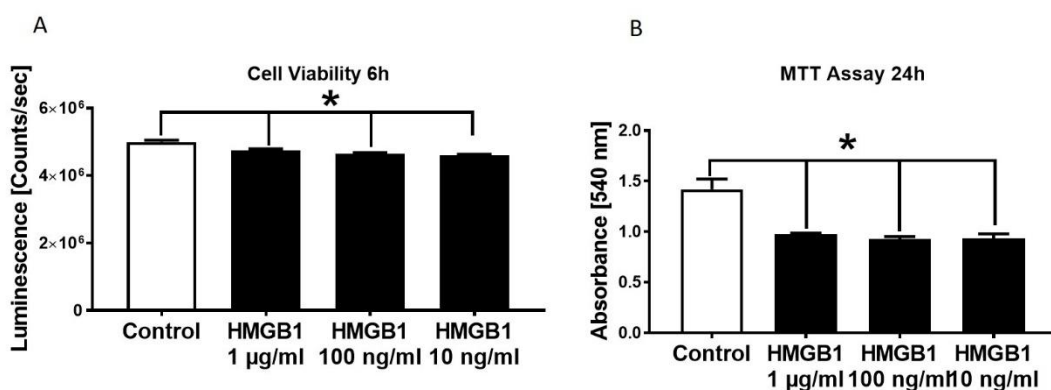 A
Cell Viability 6h
*
Luminescence [Counts/sec]
6×10⁶
4×10⁶
2×10⁶
0
Control
HMGB1
1 µg/ml
HMGB1
100 ng/ml
HMGB1
10 ng/ml
B
MTT Assay 24h
*
Absorbance [540 nm]
2.0
1.5
1.0
0.5
0.0
Control
HMGB1
1 µg/ml
HMGB1
100 ng/ml
HMGB1
10 ng/ml